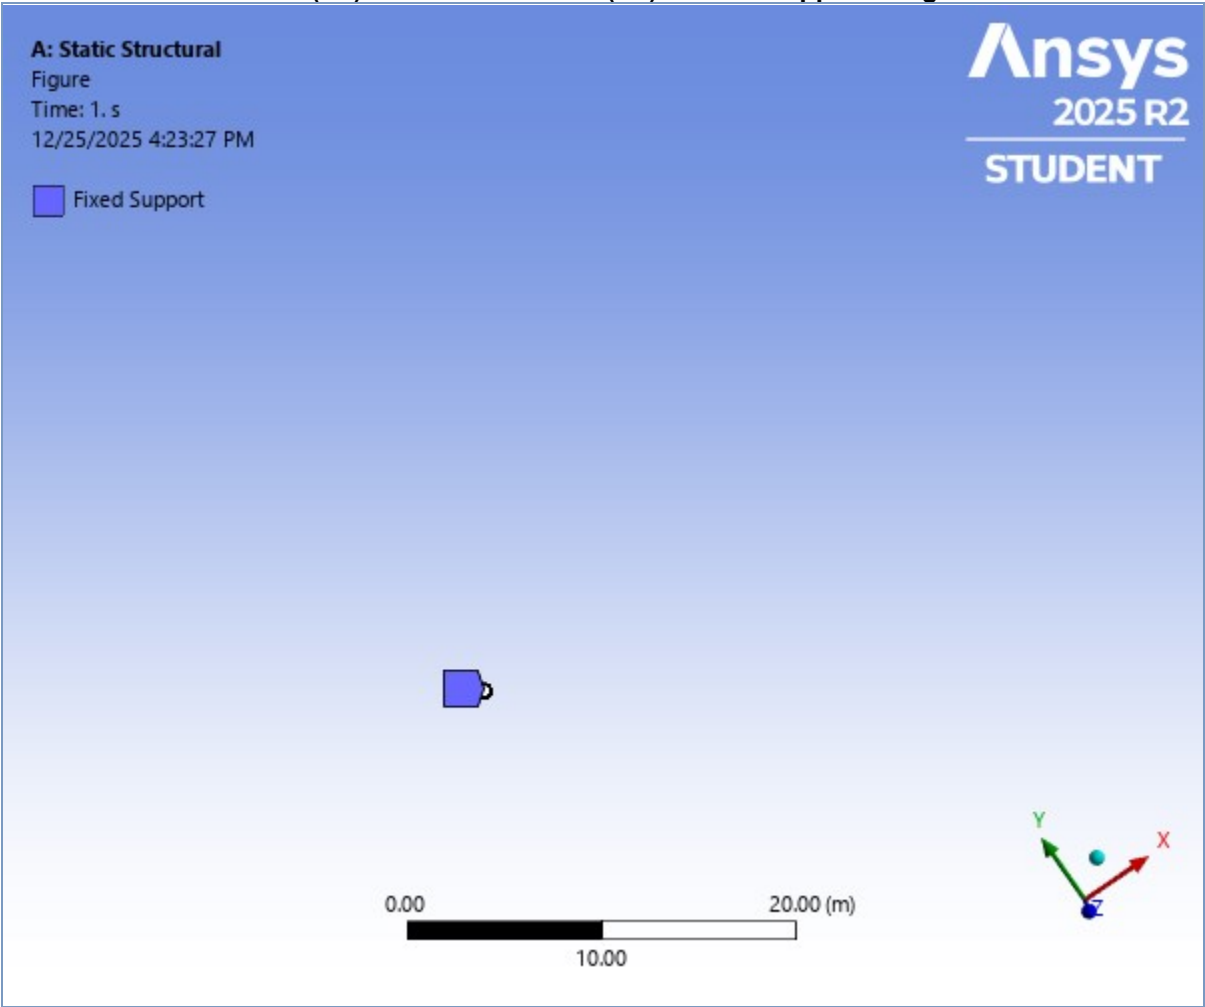 A: Static Structural
Figure
Time: 1. s
12/25/2025 4:23:27 PM
Fixed Support
Ansys
2025 R2
STUDENT
Y
X
Z
0.00
20.00 (m)
10.00